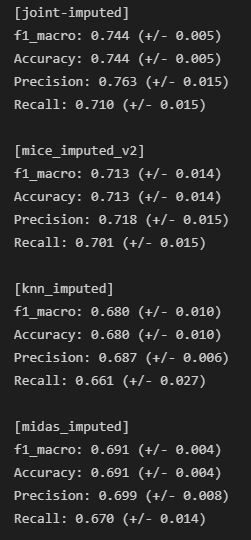 [joint-imputed]
f1_macro: 0.744 (+/- 0.005)
Accuracy: 0.744 (+/- 0.005)
Precision: 0.763 (+/- 0.015)
Recall: 0.710 (+/- 0.015)

[mice_imputed_v2]
f1_macro: 0.713 (+/- 0.014)
Accuracy: 0.713 (+/- 0.014)
Precision: 0.718 (+/- 0.015)
Recall: 0.701 (+/- 0.015)

[knn_imputed]
f1_macro: 0.680 (+/- 0.010)
Accuracy: 0.680 (+/- 0.010)
Precision: 0.687 (+/- 0.006)
Recall: 0.661 (+/- 0.027)

[midas_imputed]
f1_macro: 0.691 (+/- 0.004)
Accuracy: 0.691 (+/- 0.004)
Precision: 0.699 (+/- 0.008)
Recall: 0.670 (+/- 0.014)